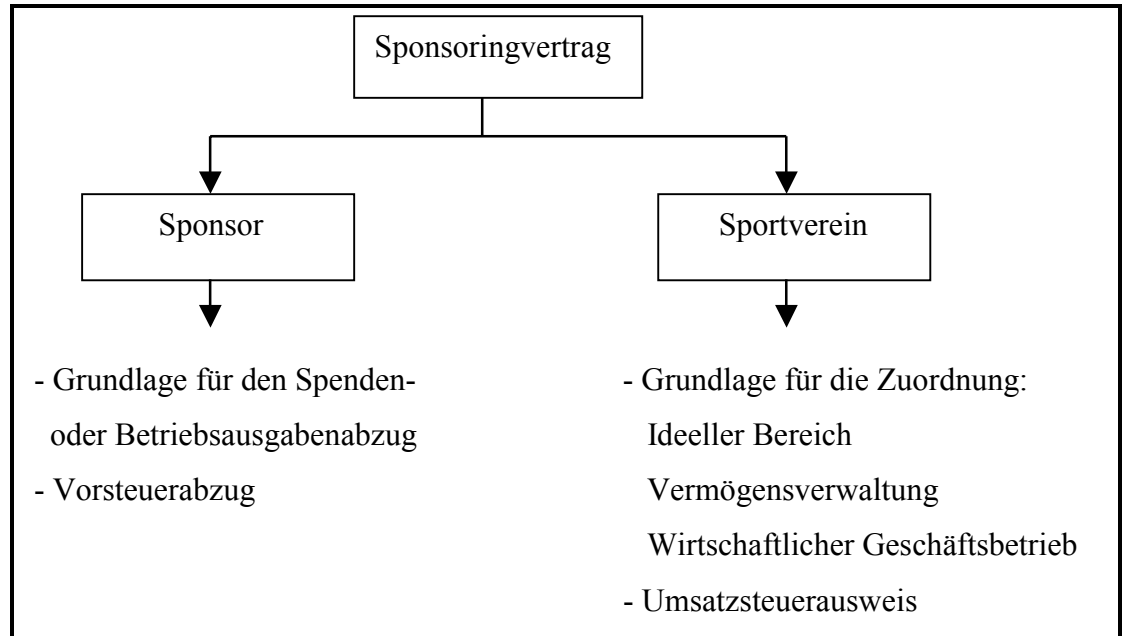 Sponsoringvertrag
Sponsor
Sportverein
- Grundlage für den Spenden-
oder Betriebsausgabenabzug
- Vorsteuerabzug
- Grundlage für die Zuordnung:
Ideeller Bereich
Vermögensverwaltung
Wirtschaftlicher Geschäftsbetrieb
- Umsatzsteuerausweis